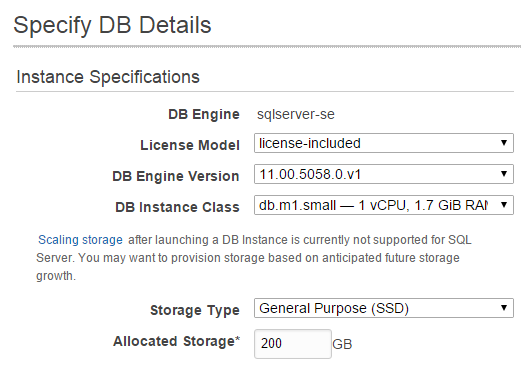 Specify DB Details
Instance Specifications
DB Engine sqlserver-se
License Model license-included
DB Engine Version 11.00.5058.0.v1
DB Instance Class db.m1.small — 1 vCPU, 1.7 GiB RAM
Scaling storage after launching a DB Instance is currently not supported for SQL
Server. You may want to provision storage based on anticipated future storage
growth.
Storage Type General Purpose (SSD)
Allocated Storage* 200 GB